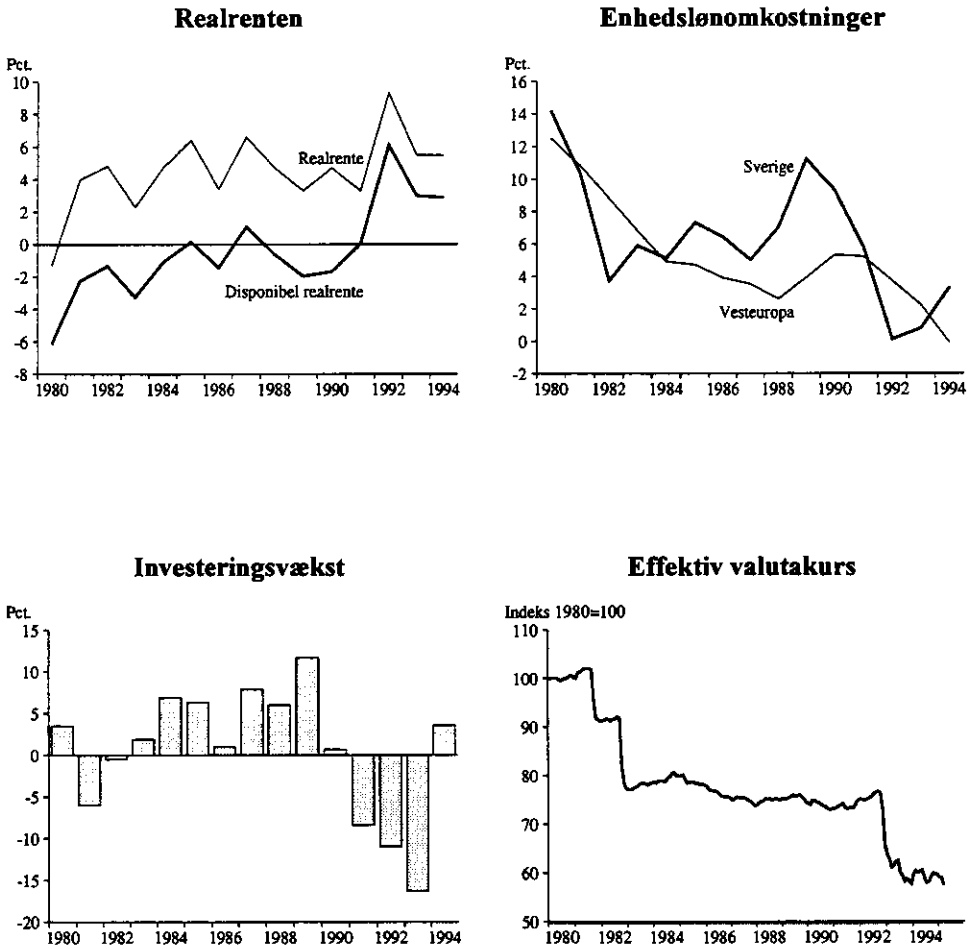 Realrenten
Pct.
10
8
6
4
2
0
-2
-4
-6
-8
Realrente
Disponibel realrente
1980 1982 1984 1986 1988 1990 1992 1994
Enhedslønomkostninger
Pct.
16
14
12
10
8
6
4
2
0
-2
Sverige
Vesteuropa
1980 1982 1984 1986 1988 1990 1992 1994
Investeringsvækst
Pct.
15
10
5
0
-5
-10
-15
-20
1980 1982 1984 1986 1988 1990 1992 1994
Effektiv valutakurs
Indeks 1980=100
110
100
90
80
70
60
50
1980 1982 1984 1986 1988 1990 1992 1994